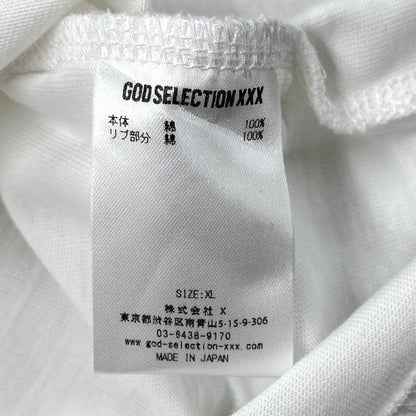 GOD SELECTION XXX
本体 綿 100%
リブ部分 綿 100%
SIZE:XL
株式会社 X
東京都渋谷区南青山5-15-9-306
03-6438-9170
www.god-selection-xxx.com
MADE IN JAPAN